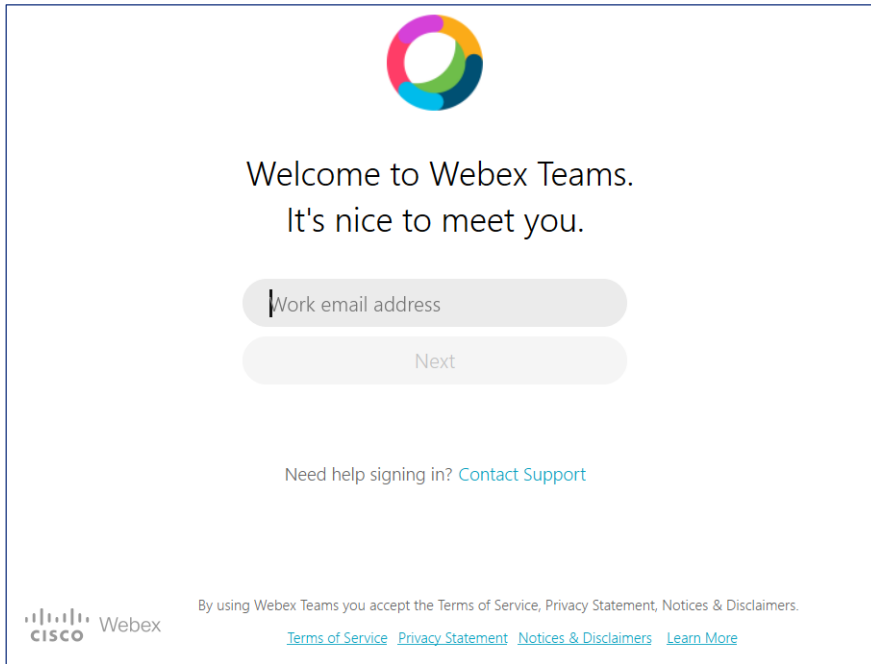 Welcome to Webex Teams.
It's nice to meet you.
Work email address
Next
Need help signing in? Contact Support
By using Webex Teams you accept the Terms of Service, Privacy Statement, Notices & Disclaimers.
CISCO Webex
Terms of Service Privacy Statement Notices & Disclaimers Learn More